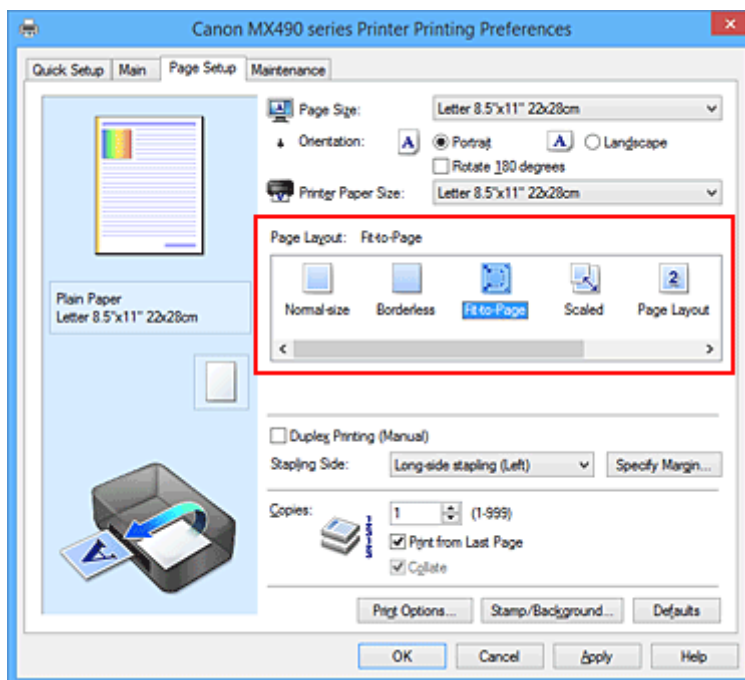 Canon MX490 series Printer Printing Preferences
Quick Setup Main Page Setup Maintenance
Page Size: Letter 8.5"x11" 22x28cm
Orientation: A Portrait A Landscape
Rotate 180 degrees
Printer Paper Size: Letter 8.5"x11" 22x28cm
Page Layout: Fit-to-Page
Normal-size Borderless Fit-to-Page Scaled 2 Page Layout
Plain Paper
Letter 8.5"x11" 22x28cm
Duplex Printing (Manual)
Stapling Side: Long-side stapling (Left) Specify Margin...
Copies: 1 (1-999)
Print from Last Page
Collate
A
Print Options... Stamp/Background... Defaults
OK Cancel Apply Help